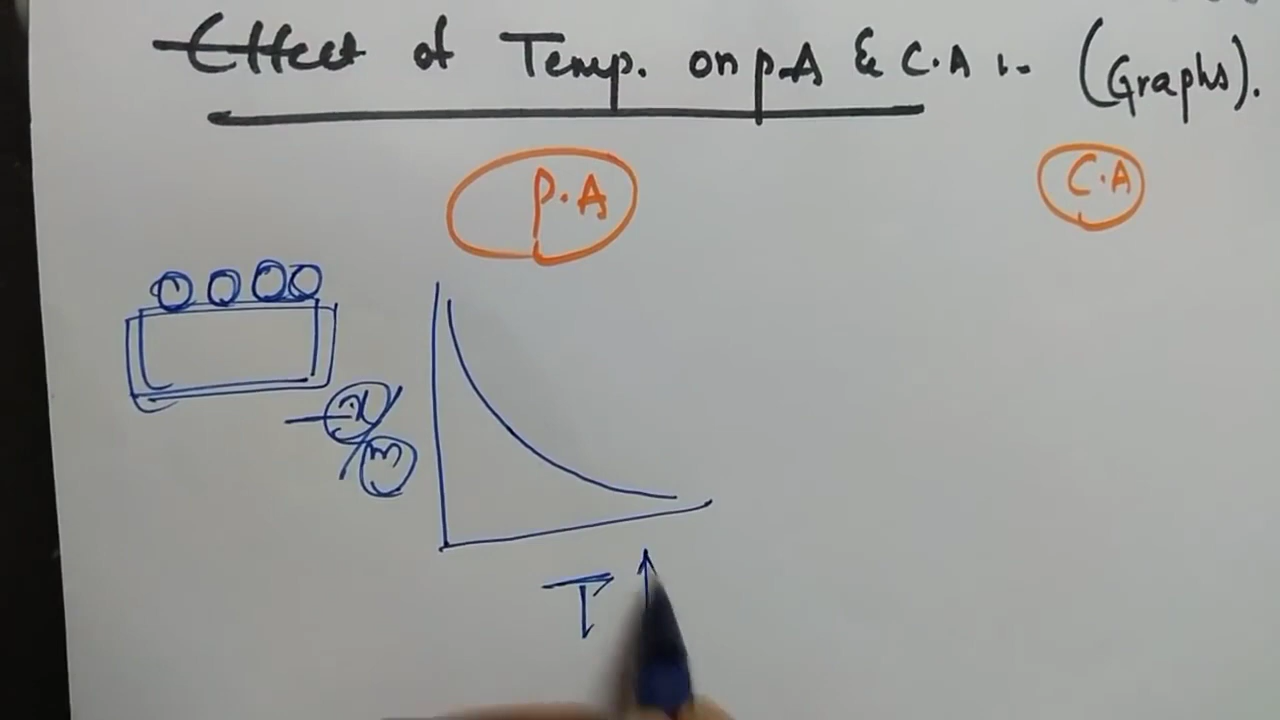 Effect of Temp. on p.A & C.A :- (Graphs).
P.A
C.A
x/m
T ↑